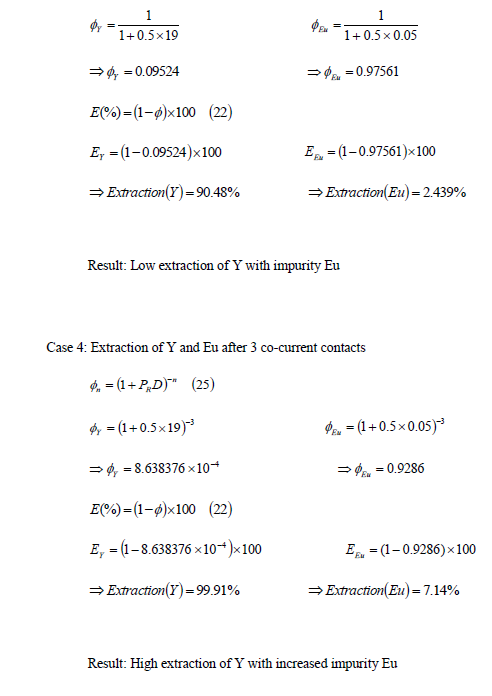 ϕ_Y = 1/(1+0.5×19) ϕ_Eu = 1/(1+0.5×0.05)
⇒ ϕ_Y = 0.09524 ⇒ ϕ_Eu = 0.97561
E(%) = (1−ϕ)×100 (22)
E_Y = (1−0.09524)×100 E_Eu = (1−0.97561)×100
⇒ Extraction(Y) = 90.48% ⇒ Extraction(Eu) = 2.439%
Result: Low extraction of Y with impurity Eu
Case 4: Extraction of Y and Eu after 3 co-current contacts
ϕ_n = (1+P_R D)^−n (25)
ϕ_Y = (1+0.5×19)^−3 ϕ_Eu = (1+0.5×0.05)^−3
⇒ ϕ_Y = 8.638376×10^−4 ⇒ ϕ_Eu = 0.9286
E(%) = (1−ϕ)×100 (22)
E_Y = (1−8.638376×10^−4)×100 E_Eu = (1−0.9286)×100
⇒ Extraction(Y) = 99.91% ⇒ Extraction(Eu) = 7.14%
Result: High extraction of Y with increased impurity Eu